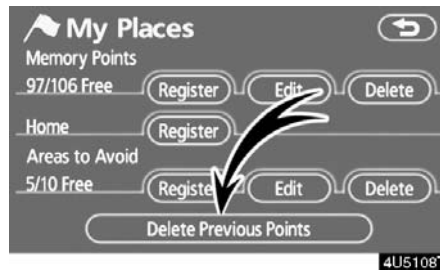 My Places
Memory Points
97/106 Free Register Edit Delete
Home Register
Areas to Avoid
5/10 Free Register Edit Delete
Delete Previous Points
4U5108